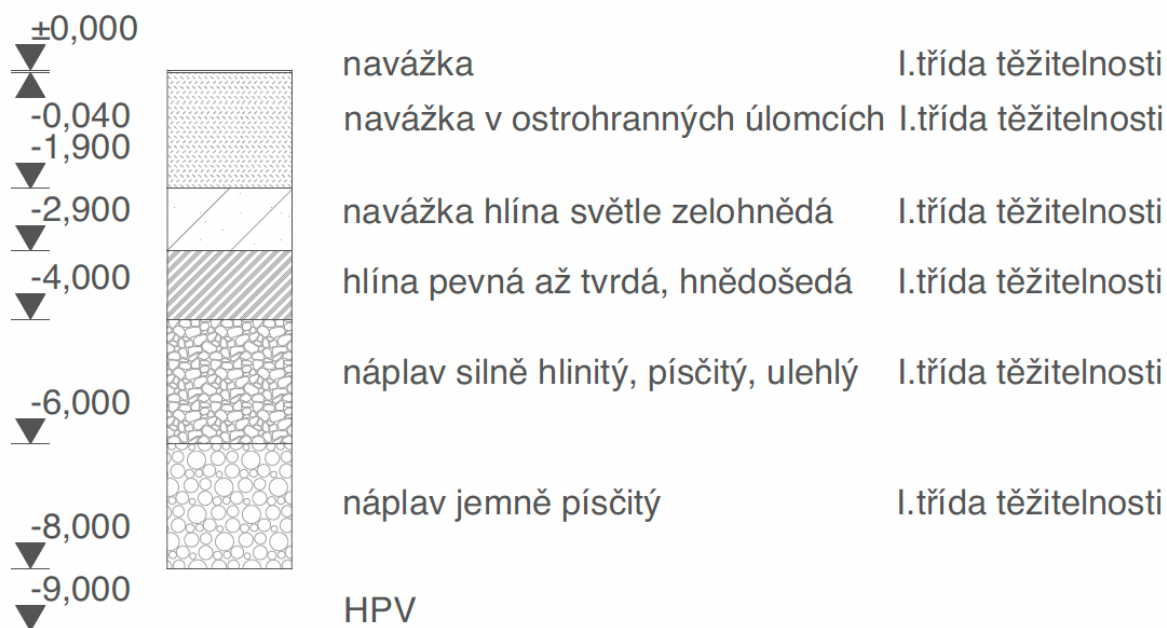 ±0,000
navážka I.třída těžitelnosti
-0,040 navážka v ostrohranných úlomcích I.třída těžitelnosti
-1,900
-2,900 navážka hlína světle zelohnědá I.třída těžitelnosti
-4,000 hlína pevná až tvrdá, hnědošedá I.třída těžitelnosti
náplav silně hlinitý, písčitý, ulehlý I.třída těžitelnosti
-6,000
náplav jemně písčitý I.třída těžitelnosti
-8,000
-9,000
HPV